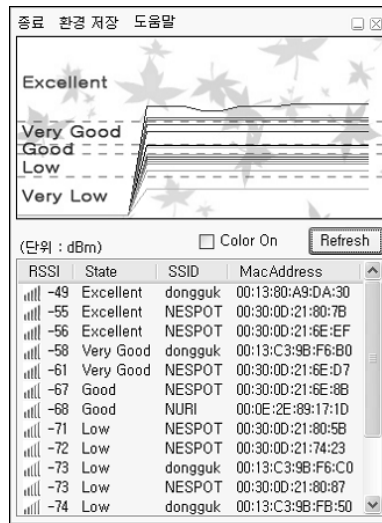 종료 환경 저장 도움말
Excellent
Very Good
Good
Low
Very Low
(단위 : dBm) Color On Refresh
RSSI State SSID MacAddress
-49 Excellent dongguk 00:13:80:A9:DA:30
-55 Excellent NESPOT 00:30:0D:21:80:7B
-56 Excellent NESPOT 00:30:0D:21:6E:EF
-58 Very Good dongguk 00:13:C3:9B:F6:B0
-61 Very Good NESPOT 00:30:0D:21:6E:D7
-67 Good NESPOT 00:30:0D:21:6E:8B
-68 Good NURI 00:0E:2E:89:17:1D
-71 Low NESPOT 00:30:0D:21:80:5B
-72 Low NESPOT 00:30:0D:21:74:23
-73 Low dongguk 00:13:C3:9B:F6:C0
-73 Low NESPOT 00:30:0D:21:80:87
-74 Low dongguk 00:13:C3:9B:FB:50